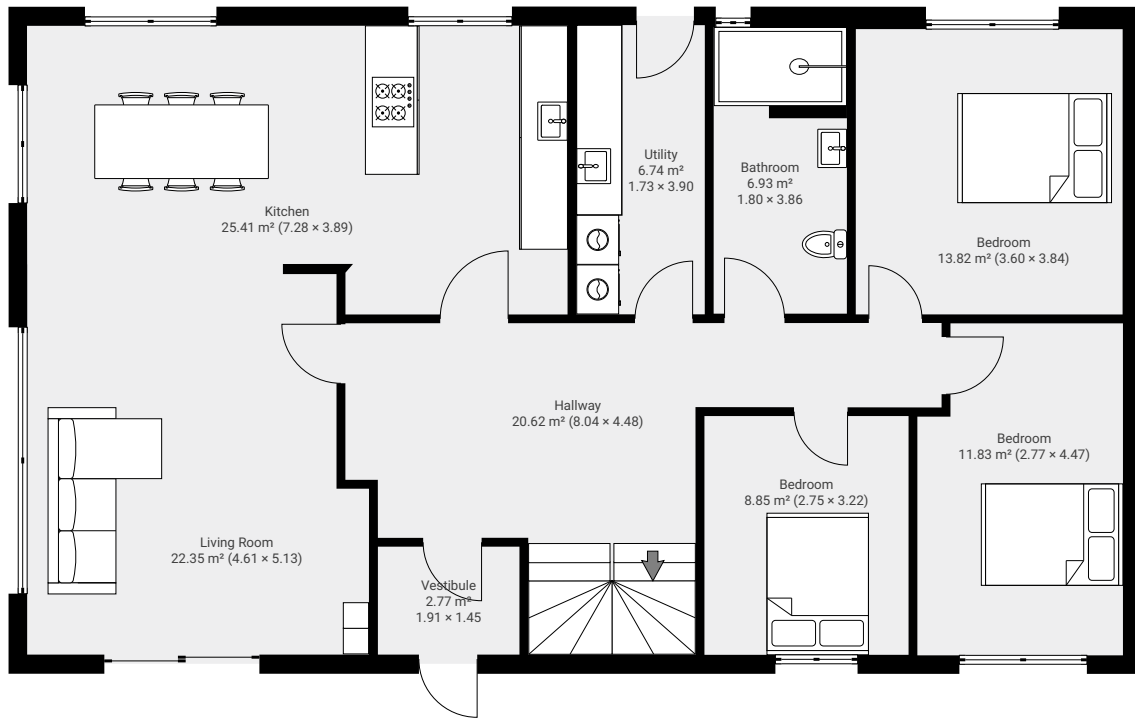 Kitchen
25.41 m² (7.28 × 3.89)
Utility
6.74 m²
1.73 × 3.90
Bathroom
6.93 m²
1.80 × 3.86
Bedroom
13.82 m² (3.60 × 3.84)
Hallway
20.62 m² (8.04 × 4.48)
Bedroom
11.83 m² (2.77 × 4.47)
Bedroom
8.85 m² (2.75 × 3.22)
Living Room
22.35 m² (4.61 × 5.13)
Vestibule
2.77 m²
1.91 × 1.45